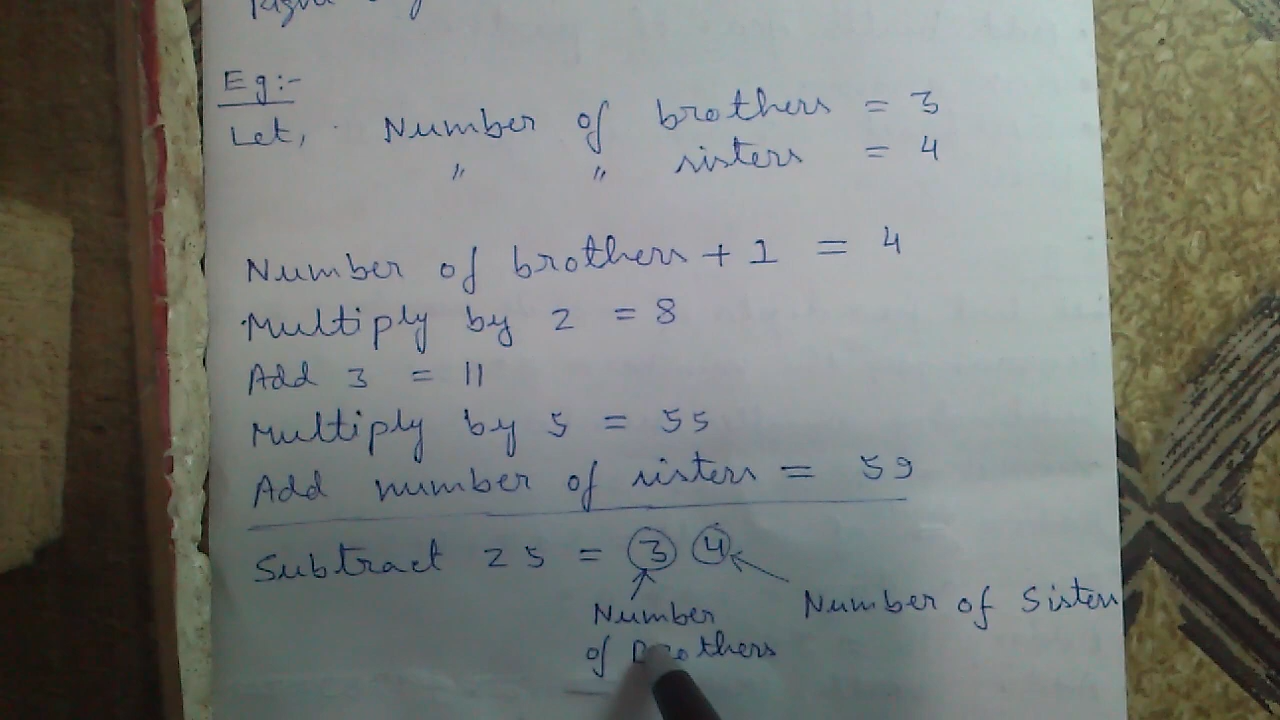 Eg:-
Let, Number of brothers = 3
" " sisters = 4
Number of brothers + 1 = 4
Multiply by 2 = 8
Add 3 = 11
Multiply by 5 = 55
Add number of sisters = 59
Subtract 25 = 3 4
Number of Brothers
Number of Sisters